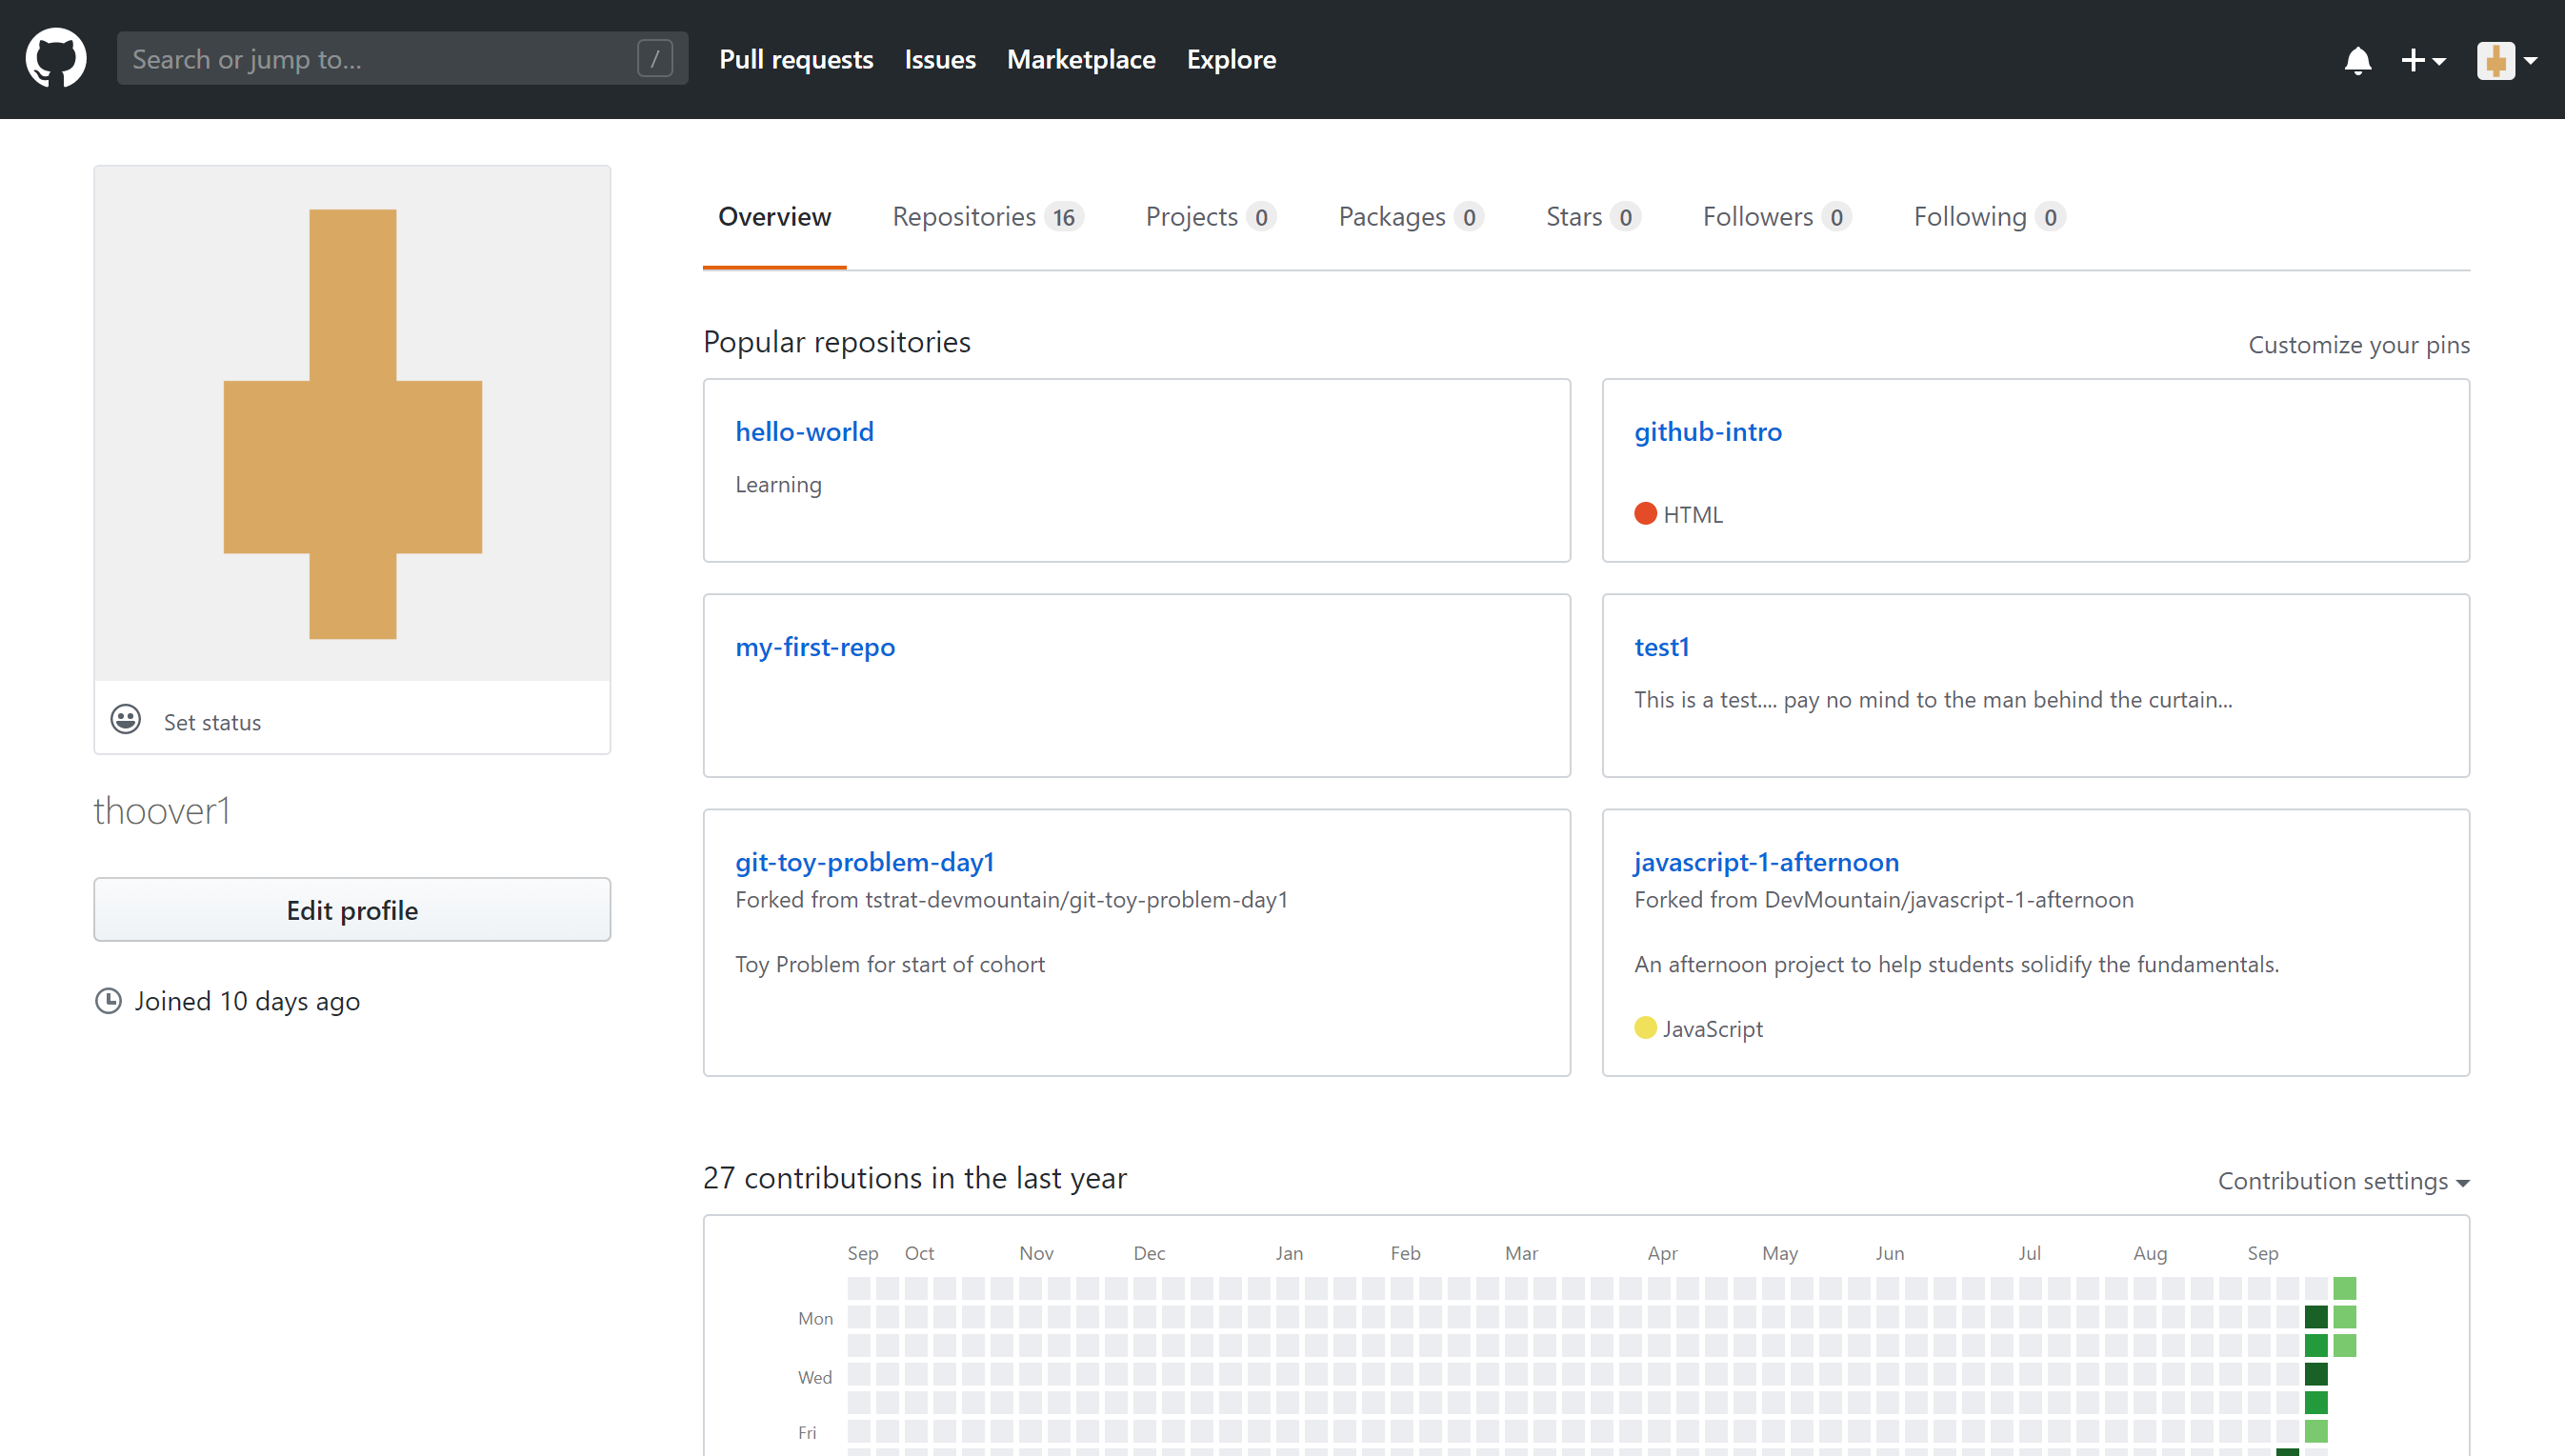 Search or jump to...
/
Pull requests
Issues
Marketplace
Explore
Overview
Repositories 16
Projects 0
Packages 0
Stars 0
Followers 0
Following 0
Set status
thoover1
Edit profile
Joined 10 days ago
Popular repositories
Customize your pins
hello-world
Learning
github-intro
HTML
my-first-repo
test1
This is a test.... pay no mind to the man behind the curtain...
git-toy-problem-day1
Forked from tstrat-devmountain/git-toy-problem-day1
Toy Problem for start of cohort
javascript-1-afternoon
Forked from DevMountain/javascript-1-afternoon
An afternoon project to help students solidify the fundamentals.
JavaScript
27 contributions in the last year
Contribution settings
Sep Oct Nov Dec Jan Feb Mar Apr May Jun Jul Aug Sep
Mon
Wed
Fri